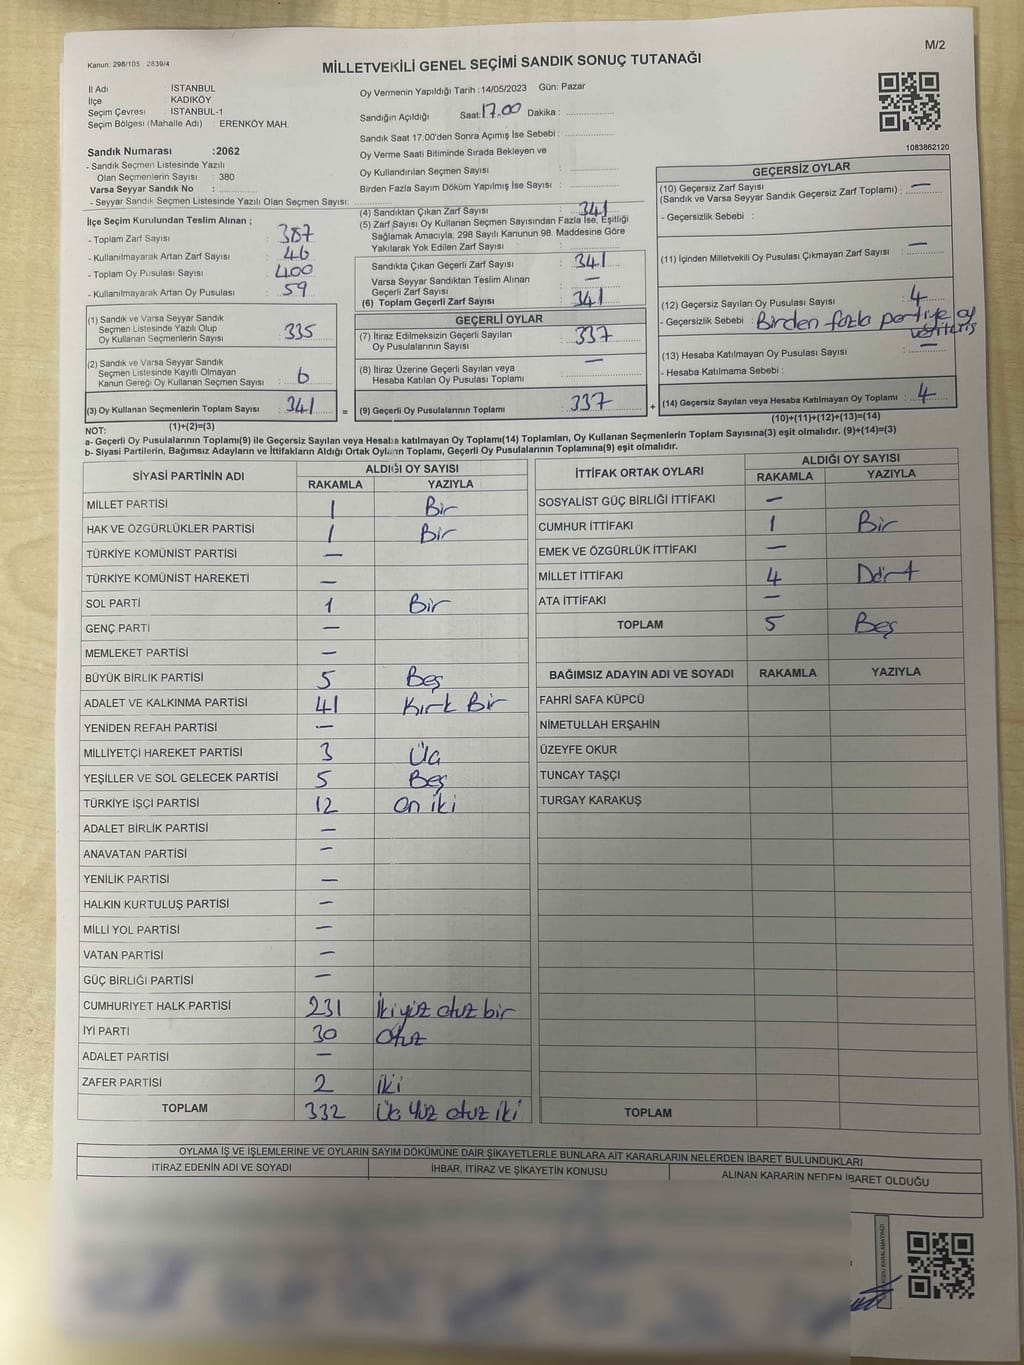 M/2
Kanun: 298/105 2839/4
MİLLETVEKİLİ GENEL SEÇİMİ SANDIK SONUÇ TUTANAĞI
İl Adı : İSTANBUL
İlçe KADIKÖY
Seçim Çevresi İSTANBUL-1
Seçim Bölgesi (Mahalle Adı) : ERENKÖY MAH.
Sandık Numarası :2062
- Sandık Seçmen Listesinde Yazılı
Olan Seçmenlerin Sayısı : 380
Varsa Seyyar Sandık No :
- Seyyar Sandık Seçmen Listesinde Yazılı Olan Seçmen Sayısı:
Oy Vermenin Yapıldığı Tarih :14/05/2023 Gün: Pazar
Sandığın Açıldığı Saat: 17.00 Dakika :
Sandık Saat 17.00'den Sonra Açımış İse Sebebi :
Oy Verme Saati Bitiminde Sırada Bekleyen ve
Oy Kullandırılan Seçmen Sayısı :
Birden Fazla Sayım Döküm Yapılmış İse Sayısı :
1083862120
İlçe Seçim Kurulundan Teslim Alınan ;
- Toplam Zarf Sayısı : 387
- Kullanılmayarak Artan Zarf Sayısı : 46
- Toplam Oy Pusulası Sayısı : 400
- Kullanılmayarak Artan Oy Pusulası : 59
(4) Sandıktan Çıkan Zarf Sayısı : 341
(5) Zarf Sayısı Oy Kullanan Seçmen Sayısından Fazla İse, Eşitliği
Sağlamak Amacıyla; 298 Sayılı Kanunun 98. Maddesine Göre
Yakılarak Yok Edilen Zarf Sayısı :
Sandıkta Çıkan Geçerli Zarf Sayısı : 341
Varsa Seyyar Sandıktan Teslim Alınan
Geçerli Zarf Sayısı : —
(6) Toplam Geçerli Zarf Sayısı : 341
GEÇERSİZ OYLAR
(10) Geçersiz Zarf Sayısı
(Sandık ve Varsa Seyyar Sandık Geçersiz Zarf Toplamı) : —
- Geçersizlik Sebebi :
(11) İçinden Milletvekili Oy Pusulası Çıkmayan Zarf Sayısı : —
(12) Geçersiz Sayılan Oy Pusulası Sayısı : 4
- Geçersizlik Sebebi : Birden fazla partiye oy
(13) Hesaba Katılmayan Oy Pusulası Sayısı : —
- Hesaba Katılmama Sebebi :
(14) Geçersiz Sayılan veya Hesaba Katılmayan Oy Toplamı : 4
(10)+(11)+(12)+(13)=(14)
(1) Sandık ve Varsa Seyyar Sandık
Seçmen Listesinde Yazılı Olup
Oy Kullanan Seçmenlerin Sayısı : 335
(2) Sandık ve Varsa Seyyar Sandık
Seçmen Listesinde Kayıtlı Olmayan
Kanun Gereği Oy Kullanan Seçmen Sayısı : 6
(3) Oy Kullanan Seçmenlerin Toplam Sayısı : 341
(1)+(2)=(3)
GEÇERLİ OYLAR
(7) İtiraz Edilmeksizin Geçerli Sayılan
Oy Pusulalarının Sayısı : 337
(8) İtiraz Üzerine Geçerli Sayılan veya
Hesaba Katılan Oy Pusulası Toplamı : —
= (9) Geçerli Oy Pusulalarının Toplamı : 337 +
NOT:
a- Geçerli Oy Pusulalarının Toplamı(9) ile Geçersiz Sayılan veya Hesaba katılmayan Oy Toplamı(14) Toplamları, Oy Kullanan Seçmenlerin Toplam Sayısına(3) eşit olmalıdır. (9)+(14)=(3)
b- Siyasi Partilerin, Bağımsız Adayların ve İttifakların Aldığı Ortak Oyların Toplamı, Geçerli Oy Pusulalarının Toplamına(9) eşit olmalıdır.
SİYASİ PARTİNİN ADI ALDIĞI OY SAYISI
RAKAMLA YAZIYLA
MİLLET PARTİSİ 1 Bir
HAK VE ÖZGÜRLÜKLER PARTİSİ 1 Bir
TÜRKİYE KOMÜNİST PARTİSİ —
TÜRKİYE KOMÜNİST HAREKETİ —
SOL PARTİ 1 Bir
GENÇ PARTİ —
MEMLEKET PARTİSİ —
BÜYÜK BİRLİK PARTİSİ 5 Beş
ADALET VE KALKINMA PARTİSİ 41 Kırk Bir
YENİDEN REFAH PARTİSİ —
MİLLİYETÇİ HAREKET PARTİSİ 3 Üç
YEŞİLLER VE SOL GELECEK PARTİSİ 5 Beş
TÜRKİYE İŞÇİ PARTİSİ 12 On iki
ADALET BİRLİK PARTİSİ —
ANAVATAN PARTİSİ —
YENİLİK PARTİSİ —
HALKIN KURTULUŞ PARTİSİ —
MİLLİ YOL PARTİSİ —
VATAN PARTİSİ —
GÜÇ BİRLİĞİ PARTİSİ —
CUMHURİYET HALK PARTİSİ 231 İkiyüz otuz bir
İYİ PARTİ 30 Otuz
ADALET PARTİSİ —
ZAFER PARTİSİ 2 İki
TOPLAM 332 Üç Yüz otuz iki
İTTİFAK ORTAK OYLARI ALDIĞI OY SAYISI
RAKAMLA YAZIYLA
SOSYALİST GÜÇ BİRLİĞİ İTTİFAKI —
CUMHUR İTTİFAKI 1 Bir
EMEK VE ÖZGÜRLÜK İTTİFAKI —
MİLLET İTTİFAKI 4 Dört
ATA İTTİFAKI —
TOPLAM 5 Beş
BAĞIMSIZ ADAYIN ADI VE SOYADI RAKAMLA YAZIYLA
FAHRİ SAFA KÜPCÜ
NİMETULLAH ERŞAHİN
ÜZEYFE OKUR
TUNCAY TAŞÇI
TURGAY KARAKUŞ
TOPLAM
OYLAMA İŞ VE İŞLEMLERİNE VE OYLARIN SAYIM DÖKÜMÜNE DAİR ŞİKAYETLERLE BUNLARA AİT KARARLARIN NELERDEN İBARET BULUNDUKLARI
İTİRAZ EDENİN ADI VE SOYADI İHBAR, İTİRAZ VE ŞİKAYETİN KONUSU ALINAN KARARIN NEDEN İBARET OLDUĞU